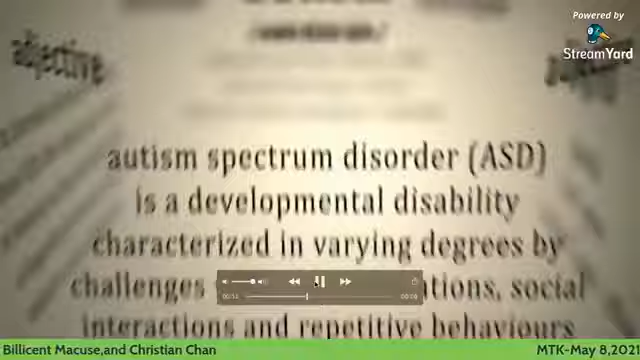 Powered by
StreamYard
adjective
autism spectrum disorder (ASD)
is a developmental disability
characterized in varying degrees by
challenges social
interactions and repetitive behaviours
Billicent Macuse,and Christian Chan
MTK-May 8,2021